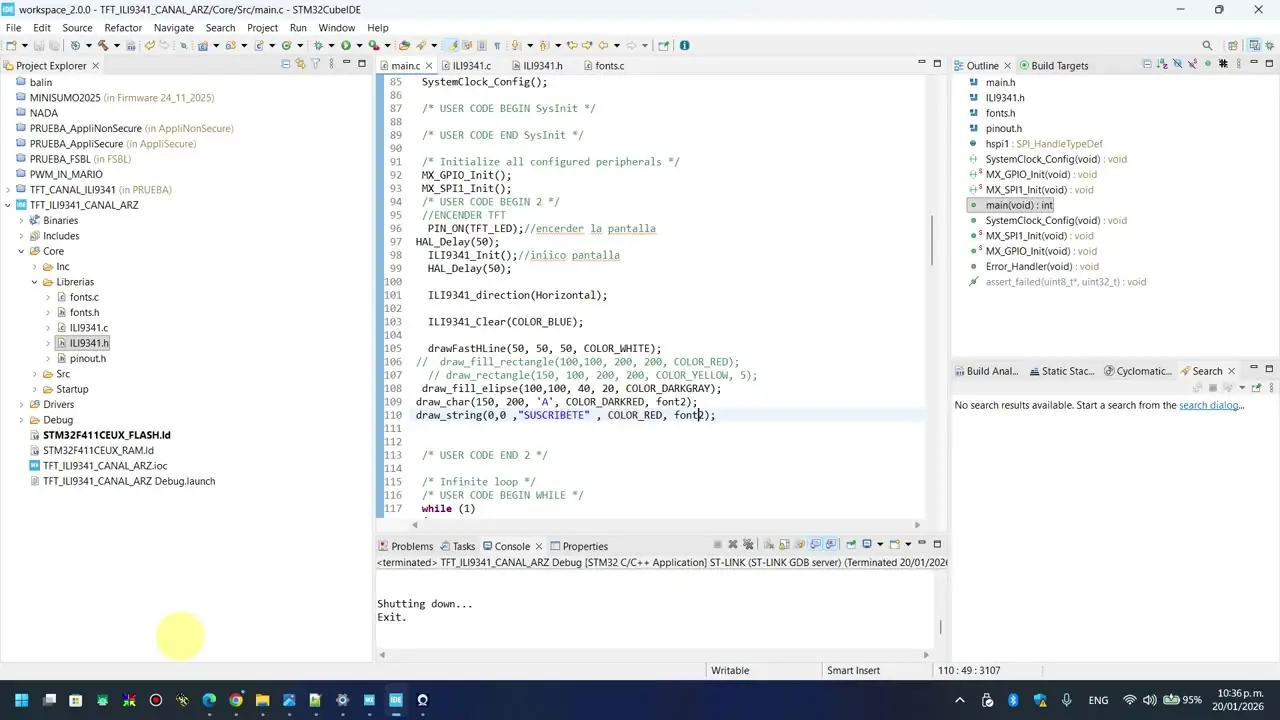 workspace_2.0.0 - TFT_ILI9341_CANAL_ARZ/Core/Src/main.c - STM32CubeIDE
File Edit Source Refactor Navigate Search Project Run Window Help
Project Explorer
balin
MINISUMO2025 (in Firmware 24_11_2025)
NADA
PRUEBA_AppliNonSecure (in AppliNonSecure)
PRUEBA_AppliSecure (in AppliSecure)
PRUEBA_FSBL (in FSBL)
PWM_IN_MARIO
TFT_CANAL_ILI9341 (in PRUEBA)
TFT_ILI9341_CANAL_ARZ
Binaries
Includes
Core
Inc
Librerias
fonts.c
fonts.h
ILI9341.c
ILI9341.h
pinout.h
Src
Startup
Drivers
Debug
STM32F411CEUX_FLASH.ld
STM32F411CEUX_RAM.ld
TFT_ILI9341_CANAL_ARZ.ioc
TFT_ILI9341_CANAL_ARZ Debug.launch
main.c ILI9341.c ILI9341.h fonts.c
85 SystemClock_Config();
86
87 /* USER CODE BEGIN SysInit */
88
89 /* USER CODE END SysInit */
90
91 /* Initialize all configured peripherals */
92 MX_GPIO_Init();
93 MX_SPI1_Init();
94 /* USER CODE BEGIN 2 */
95 //ENCENDER TFT
96 PIN_ON(TFT_LED);//encerder la pantalla
97 HAL_Delay(50);
98 ILI9341_Init();//iniico pantalla
99 HAL_Delay(50);
100
101 ILI9341_direction(Horizontal);
102
103 ILI9341_Clear(COLOR_BLUE);
104
105 drawFastHLine(50, 50, 50, COLOR_WHITE);
106 // draw_fill_rectangle(100,100, 200, 200, COLOR_RED);
107 // draw_rectangle(150, 100, 200, 200, COLOR_YELLOW, 5);
108 draw_fill_elipse(100,100, 40, 20, COLOR_DARKGRAY);
109 draw_char(150, 200, 'A', COLOR_DARKRED, font2);
110 draw_string(0,0 ,"SUSCRIBETE" , COLOR_RED, font2);
111
112
113 /* USER CODE END 2 */
114
115 /* Infinite loop */
116 /* USER CODE BEGIN WHILE */
117 while (1)
Problems Tasks Console Properties
<terminated> TFT_ILI9341_CANAL_ARZ Debug [STM32 C/C++ Application] ST-LINK (ST-LINK GDB server) (Terminated 20/01/2026
Shutting down...
Exit.
Outline Build Targets
main.h
ILI9341.h
fonts.h
pinout.h
hspi1 : SPI_HandleTypeDef
SystemClock_Config(void) : void
MX_GPIO_Init(void) : void
MX_SPI1_Init(void) : void
main(void) : int
SystemClock_Config(void) : void
MX_SPI1_Init(void) : void
MX_GPIO_Init(void) : void
Error_Handler(void) : void
assert_failed(uint8_t*, uint32_t) : void
Build Anal... Static Stac... Cyclomatic... Search
No search results available. Start a search from the search dialog...
Writable Smart Insert 110 : 49 : 3107
ENG 95% 10:36 p.m.
20/01/2026